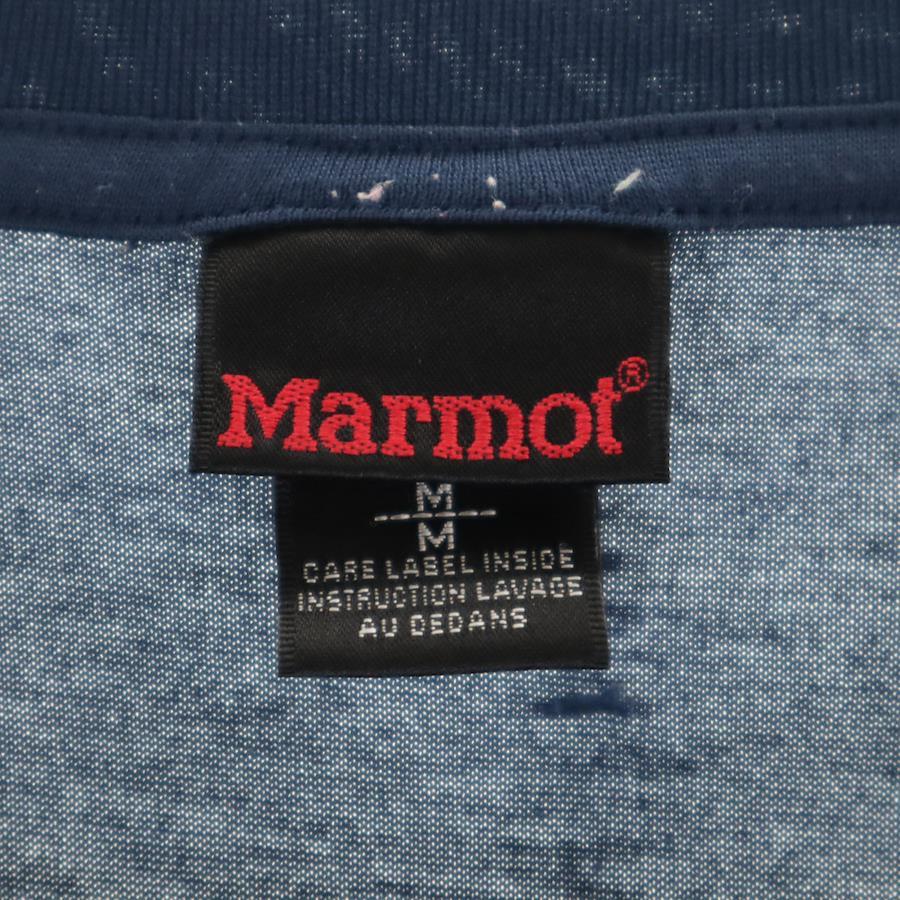 Marmot®
M
M
CARE LABEL INSIDE
INSTRUCTION LAVAGE
AU DEDANS